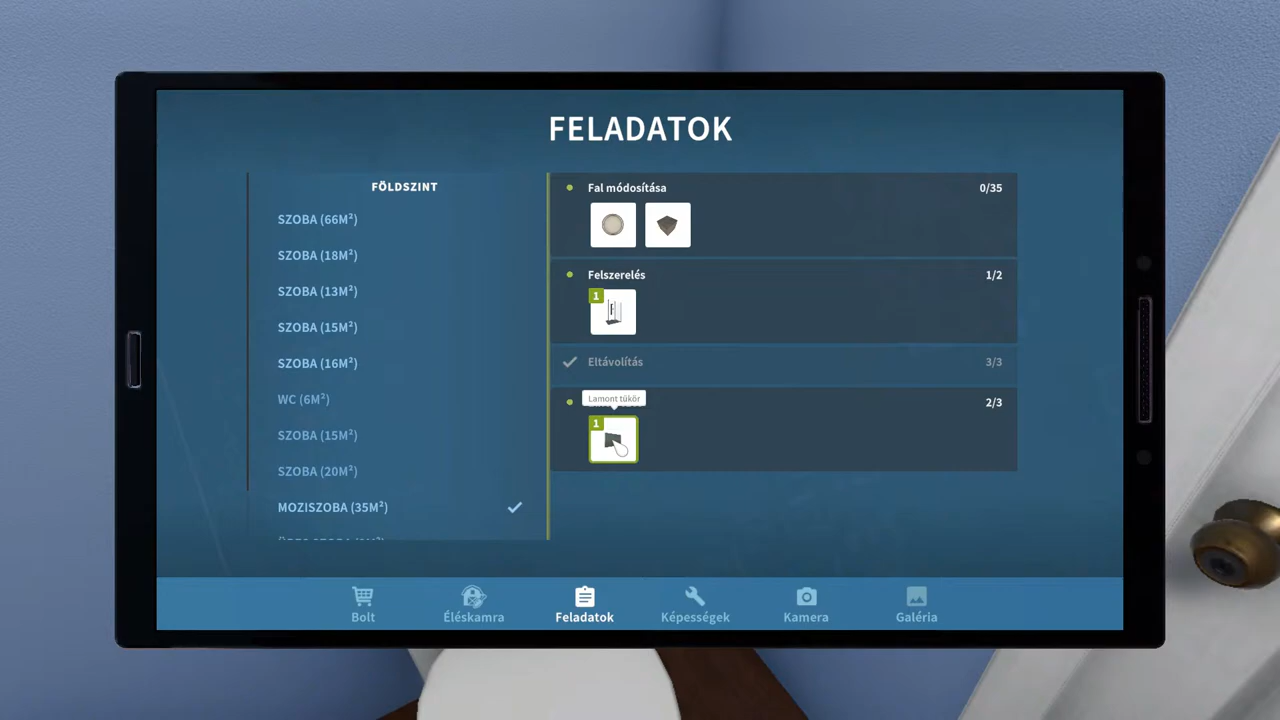 FELADATOK
FÖLDSZINT
SZOBA (66M²)
SZOBA (18M²)
SZOBA (13M²)
SZOBA (15M²)
SZOBA (16M²)
WC (6M²)
SZOBA (15M²)
SZOBA (20M²)
MOZISZOBA (35M²)
Fal módosítása 0/35
Felszerelés 1/2
1
Eltávolítás 3/3
Lamont tükör
2/3
1
Bolt
Éléskamra
Feladatok
Képességek
Kamera
Galéria